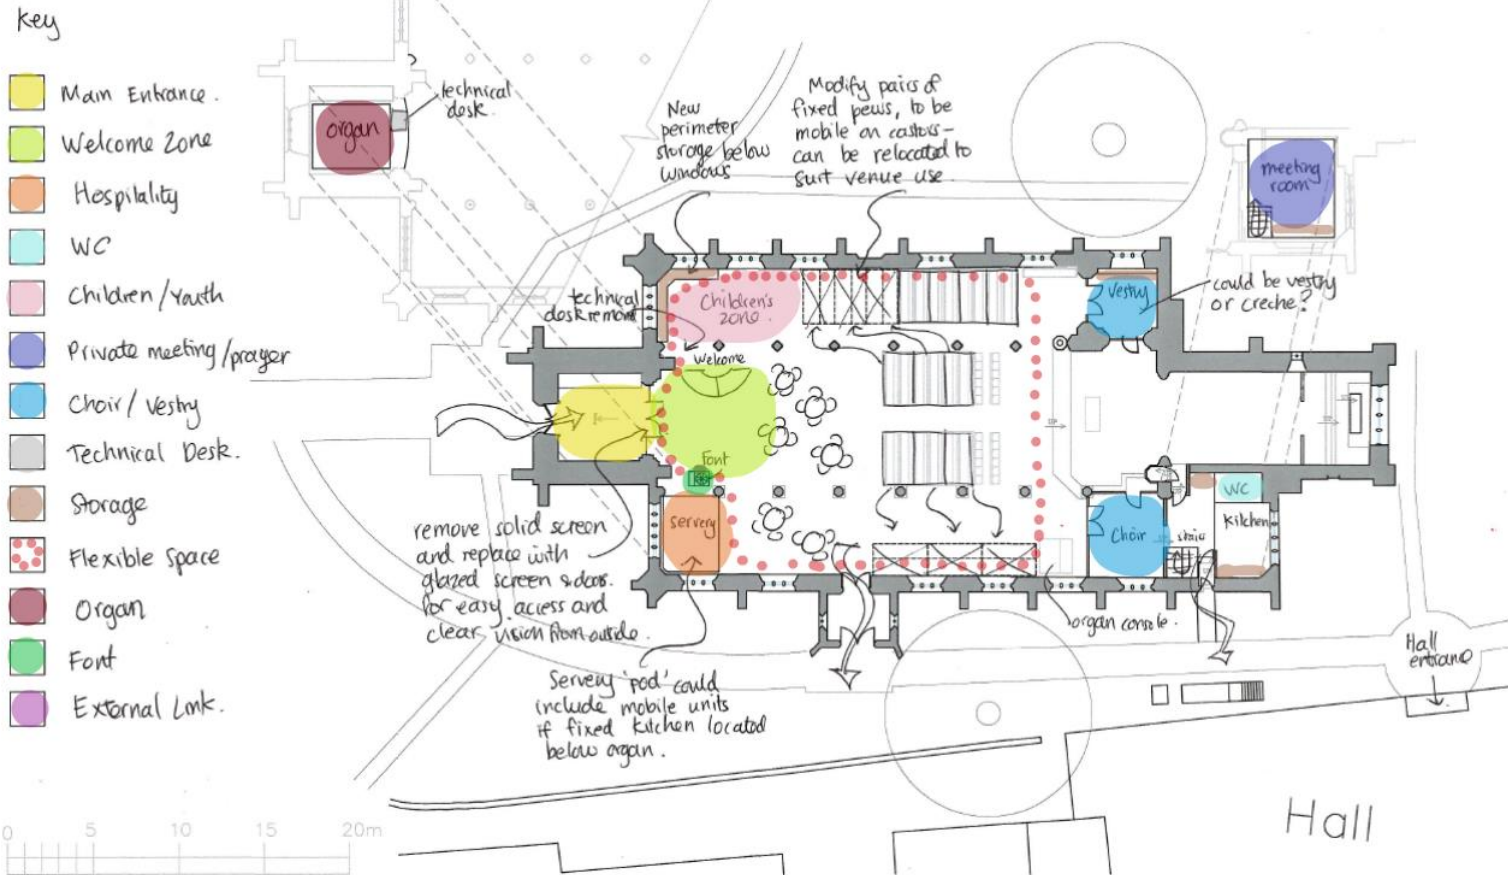 Key
Main Entrance.
Welcome Zone
Hospitality
WC
Children/Youth
Private meeting/prayer
Choir/Vestry
Technical Desk.
Storage
Flexible Space
Organ
Font
External Link.
0 5 10 15 20m
organ
technical
desk.
New
perimeter
storage below
windows
Modify pairs of
fixed pews, to be
mobile on castors-
can be relocated to
suit venue use.
meeting
room
technical
desk remote
Children's
zone.
Vestry
could be vestry
or creche?
Welcome
Font
servery
remove solid screen
and replace with
glazed screen & doors.
for easy access and
clear vision from outside.
Servery 'pod' could
include mobile units
if fixed kitchen located
below organ.
Choir
stair
WC
Kitchen
organ console.
Hall
entrance
Hall